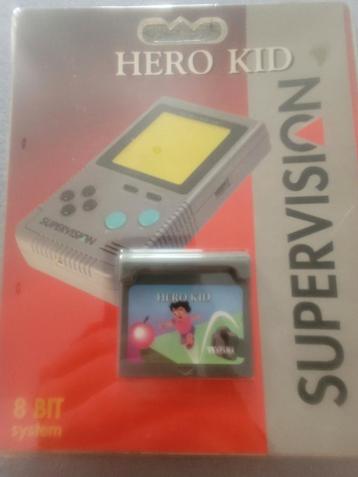 HERO KID
SUPERVISION
SUPERVISION
HERO KID
8 BIT
system